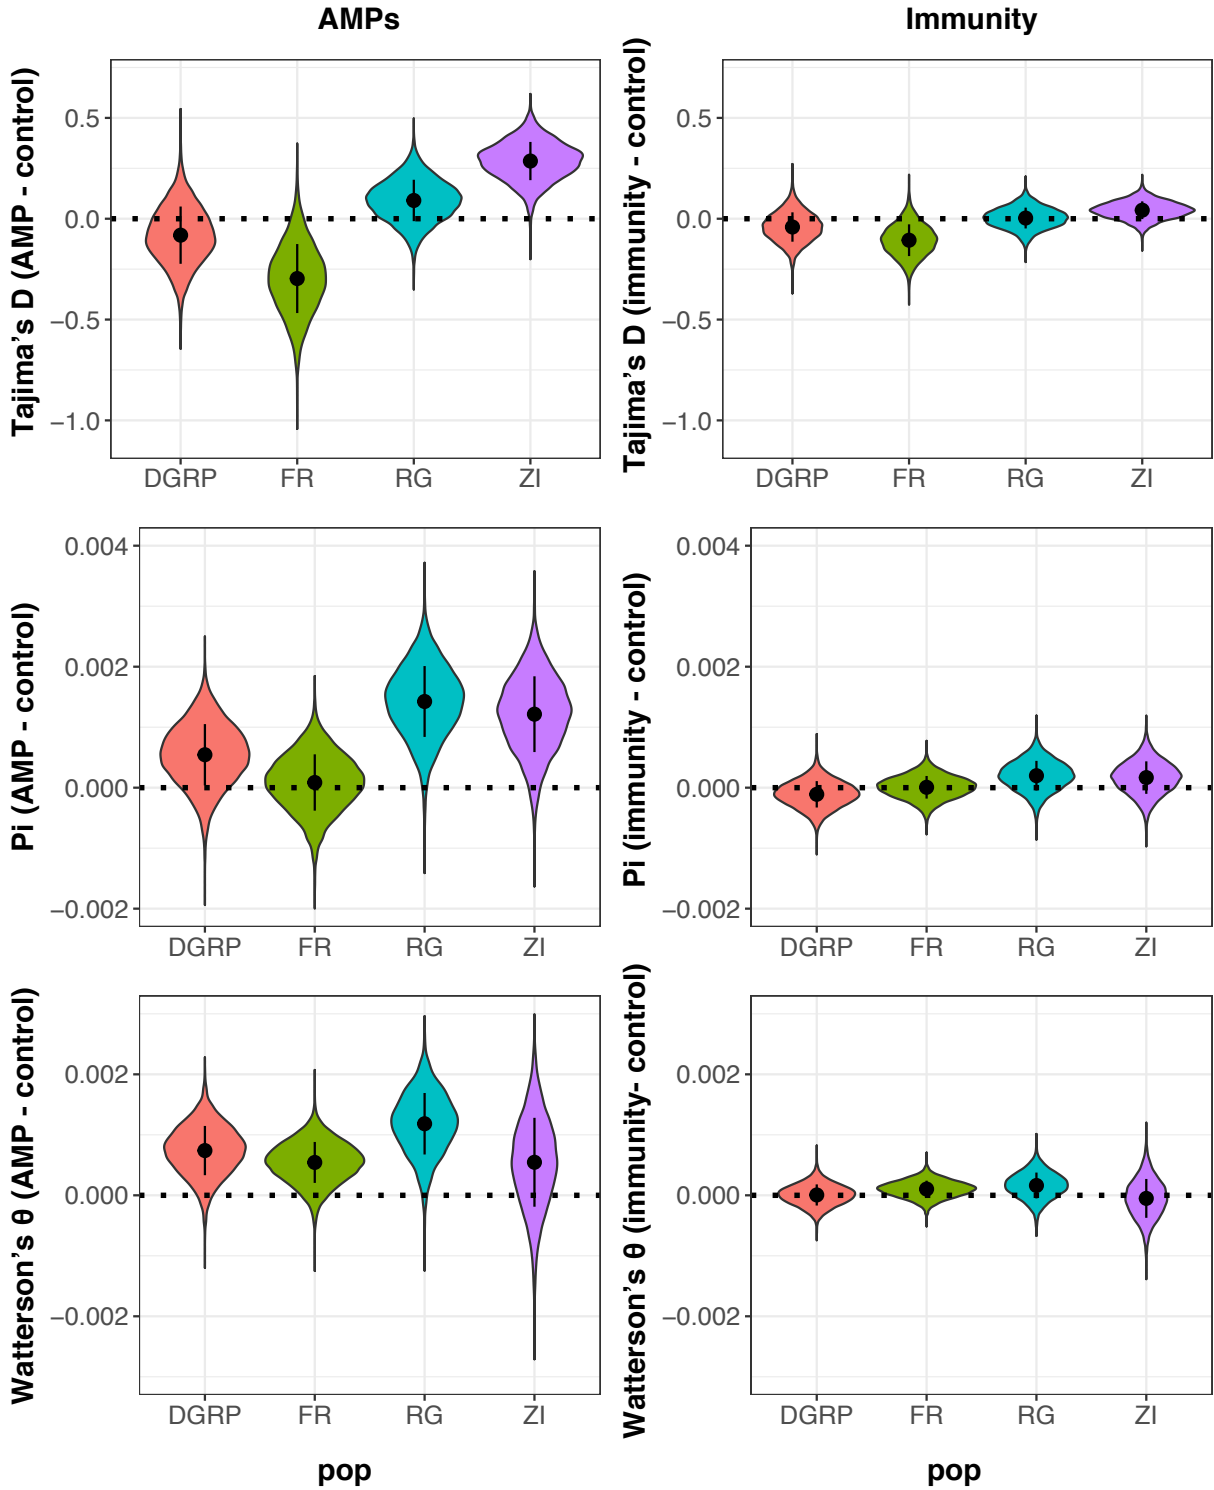 AMPs
Tajima's D (AMP - control)
0.5
0.0
−0.5
−1.0
DGRP FR RG ZI
Immunity
Tajima's D (immunity - control)
0.5
0.0
−0.5
−1.0
DGRP FR RG ZI
Pi (AMP - control)
0.004
0.002
0.000
−0.002
DGRP FR RG ZI
Pi (immunity - control)
0.004
0.002
0.000
−0.002
DGRP FR RG ZI
Watterson's θ (AMP - control)
0.002
0.000
−0.002
DGRP FR RG ZI
pop
Watterson's θ (immunity- control)
0.002
0.000
−0.002
DGRP FR RG ZI
pop